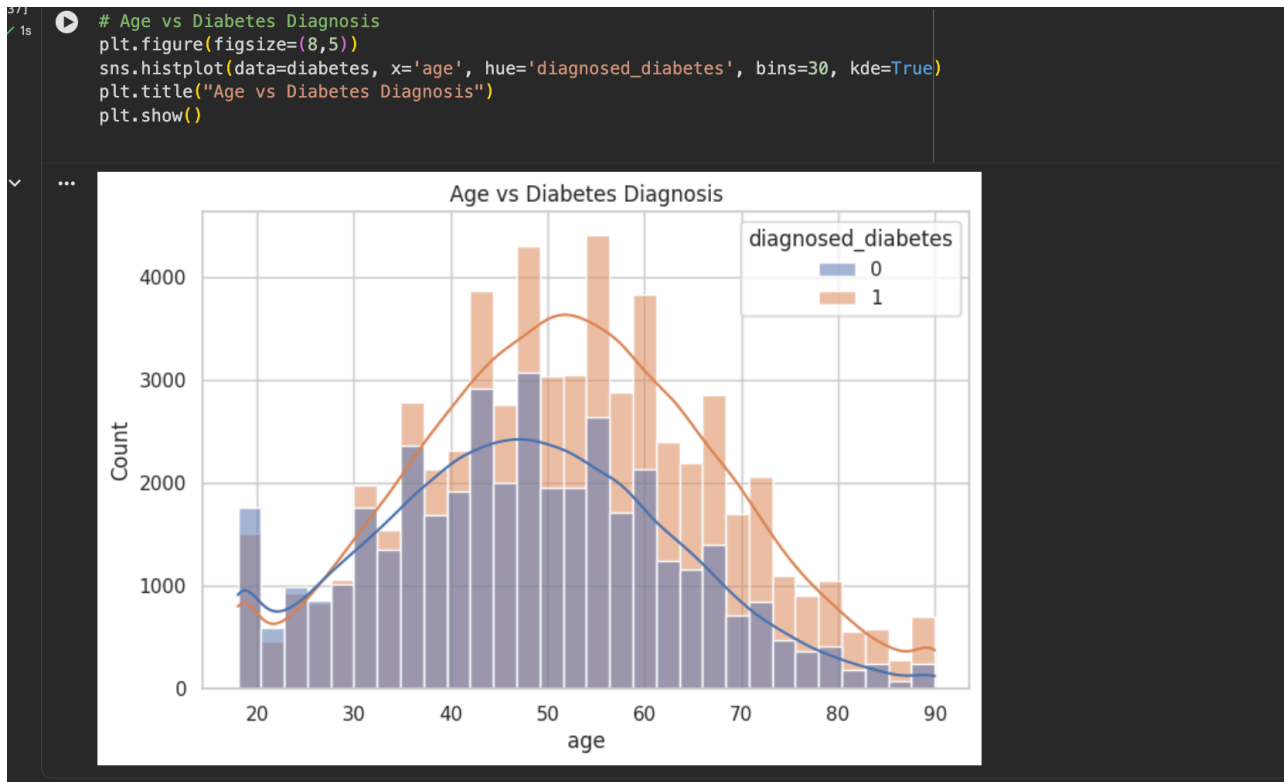 37]
✓ 1s
# Age vs Diabetes Diagnosis
plt.figure(figsize=(8,5))
sns.histplot(data=diabetes, x='age', hue='diagnosed_diabetes', bins=30, kde=True)
plt.title("Age vs Diabetes Diagnosis")
plt.show()
...
Age vs Diabetes Diagnosis
diagnosed_diabetes
0
1
4000
3000
2000
1000
0
Count
20 30 40 50 60 70 80 90
age